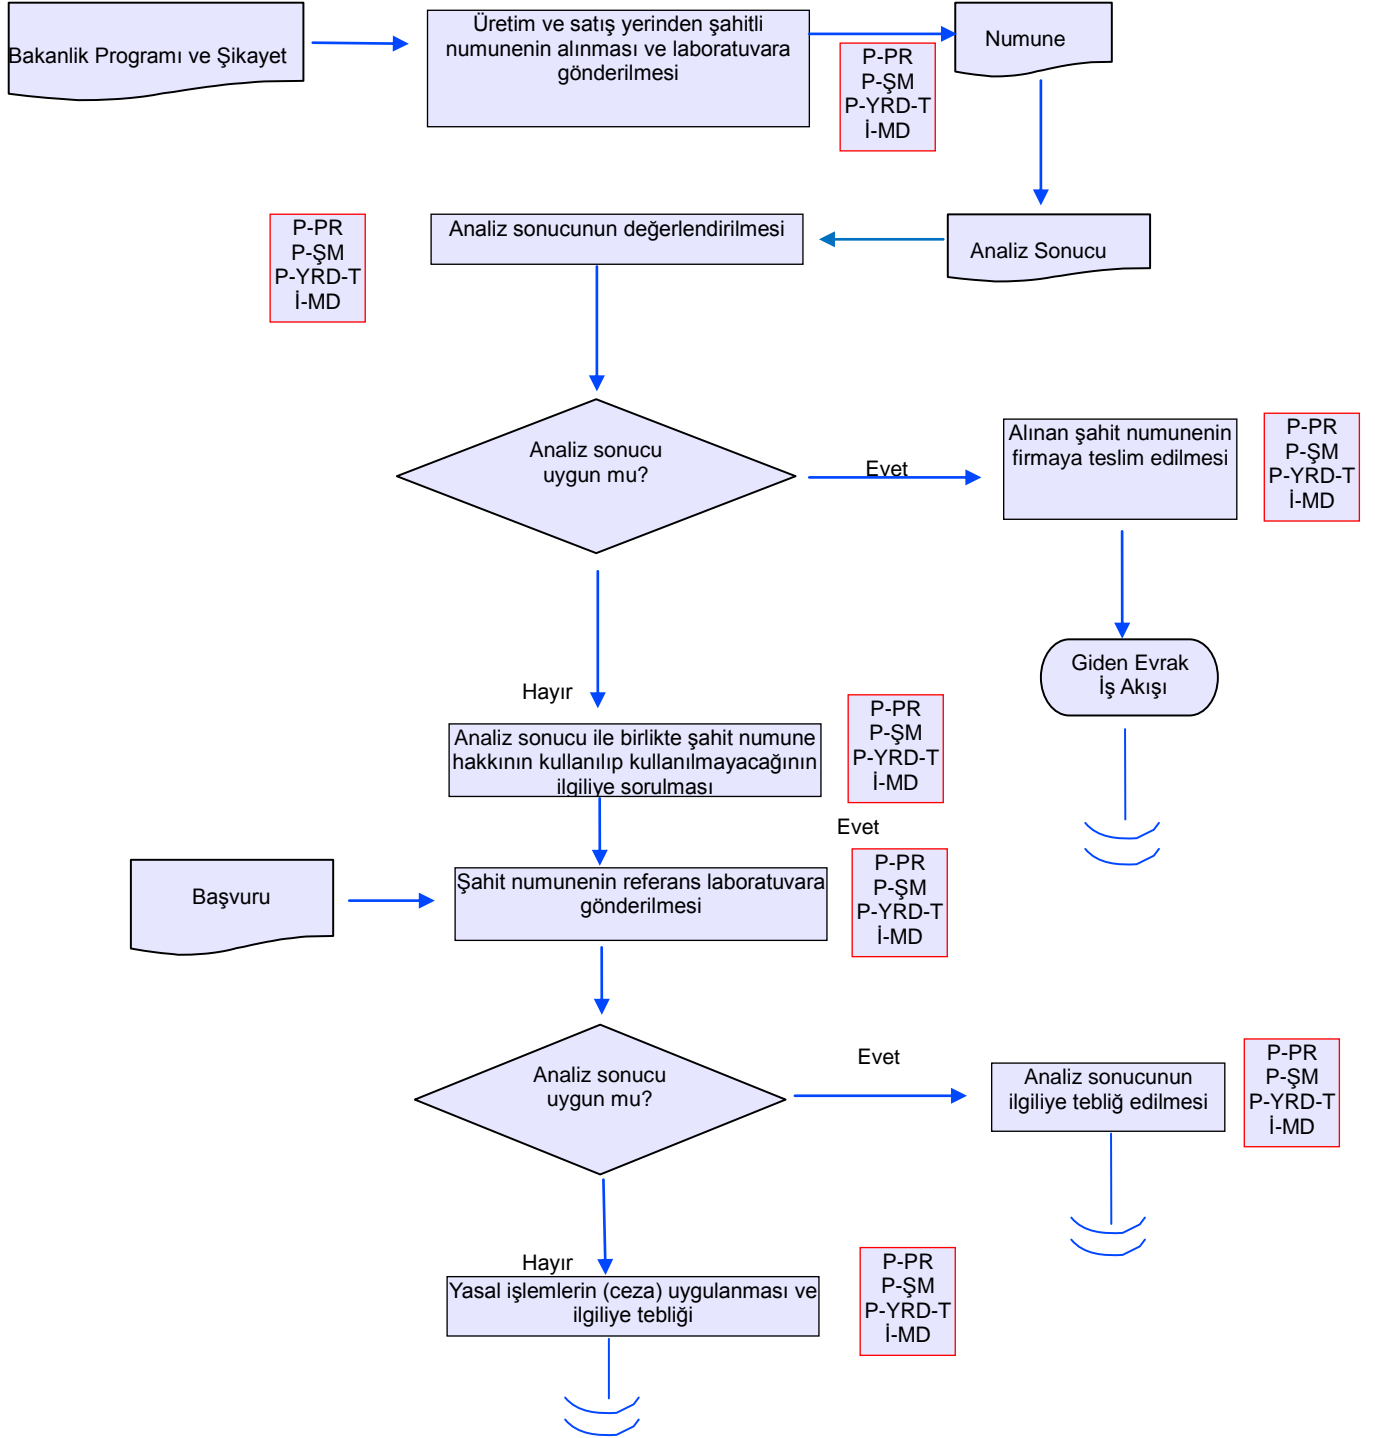 Bakanlik Programı ve Şikayet
Üretim ve satış yerinden şahitli
numunenin alınması ve laboratuvara
gönderilmesi
P-PR
P-ŞM
P-YRD-T
İ-MD
Numune
P-PR
P-ŞM
P-YRD-T
İ-MD
Analiz sonucunun değerlendirilmesi
Analiz Sonucu
Analiz sonucu
uygun mu?
Evet
Alınan şahit numunenin
firmaya teslim edilmesi
P-PR
P-ŞM
P-YRD-T
İ-MD
Giden Evrak
İş Akışı
Hayır
Analiz sonucu ile birlikte şahit numune
hakkının kullanılıp kullanılmayacağının
ilgiliye sorulması
P-PR
P-ŞM
P-YRD-T
İ-MD
Evet
Başvuru
Şahit numunenin referans laboratuvara
gönderilmesi
P-PR
P-ŞM
P-YRD-T
İ-MD
Analiz sonucu
uygun mu?
Evet
Analiz sonucunun
ilgiliye tebliğ edilmesi
P-PR
P-ŞM
P-YRD-T
İ-MD
Hayır
Yasal işlemlerin (ceza) uygulanması ve
ilgiliye tebliği
P-PR
P-ŞM
P-YRD-T
İ-MD